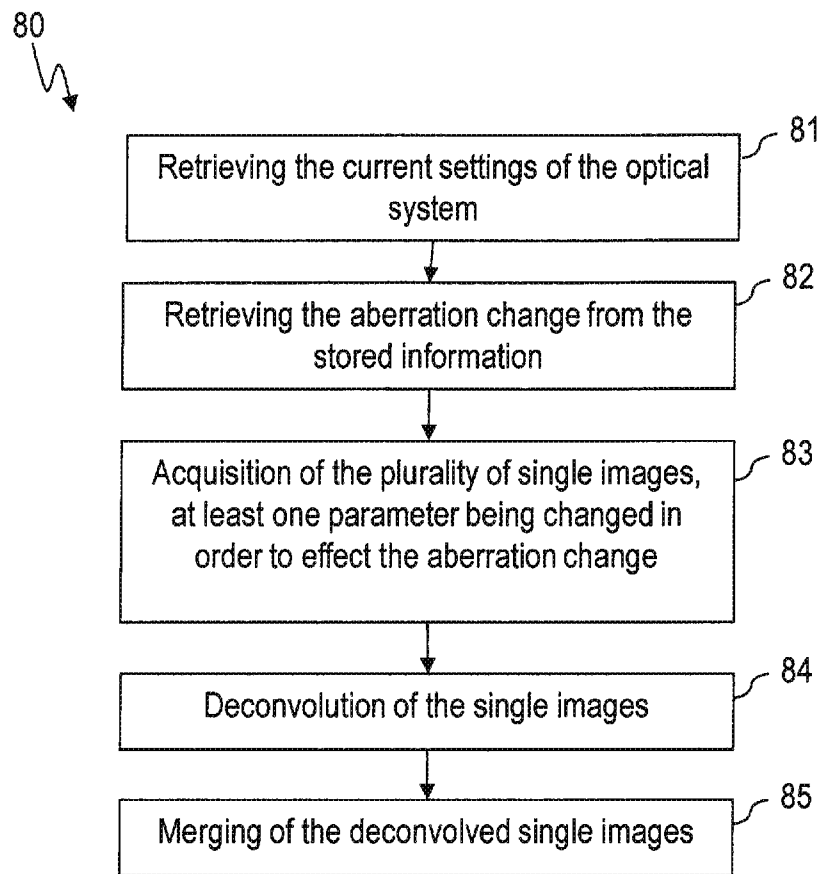 80
81
Retrieving the current settings of the optical
system
82
Retrieving the aberration change from the
stored information
83
Acquisition of the plurality of single images,
at least one parameter being changed in
order to effect the aberration change
84
Deconvolution of the single images
85
Merging of the deconvolved single images